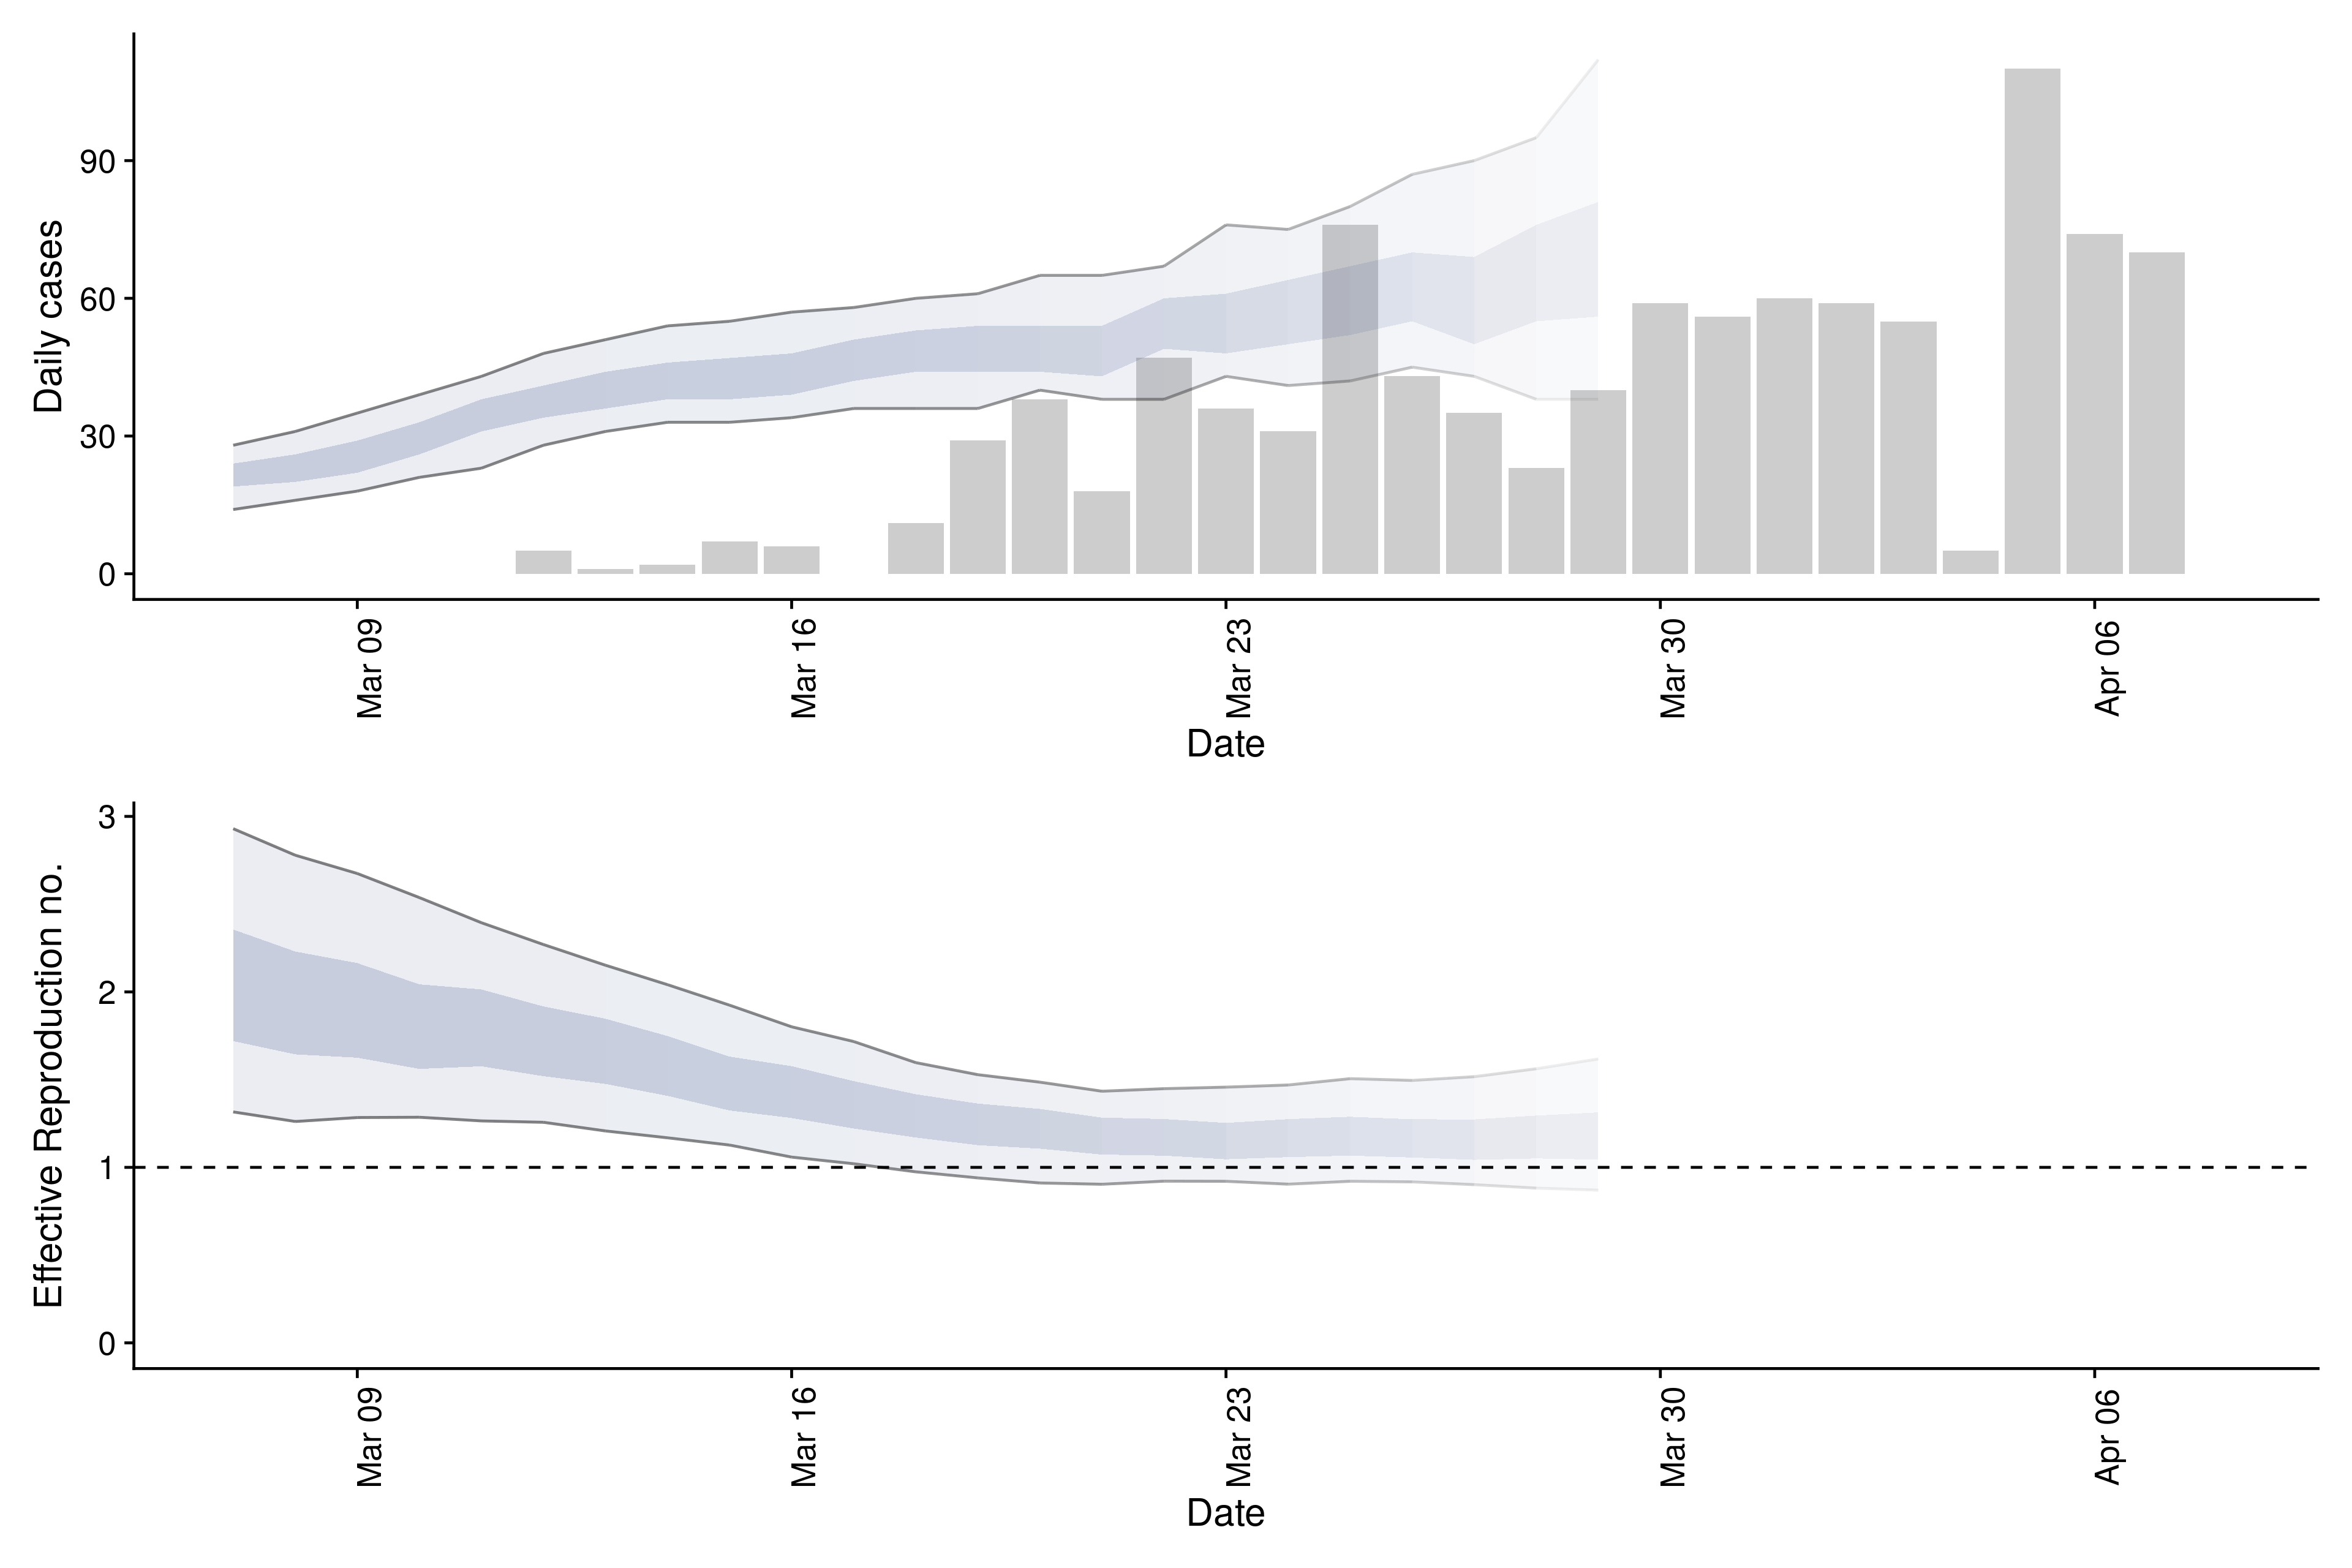 Daily cases
90
60
30
0
Mar 09
Mar 16
Mar 23
Mar 30
Apr 06
Date
Effective Reproduction no.
3
2
1
0
Mar 09
Mar 16
Mar 23
Mar 30
Apr 06
Date